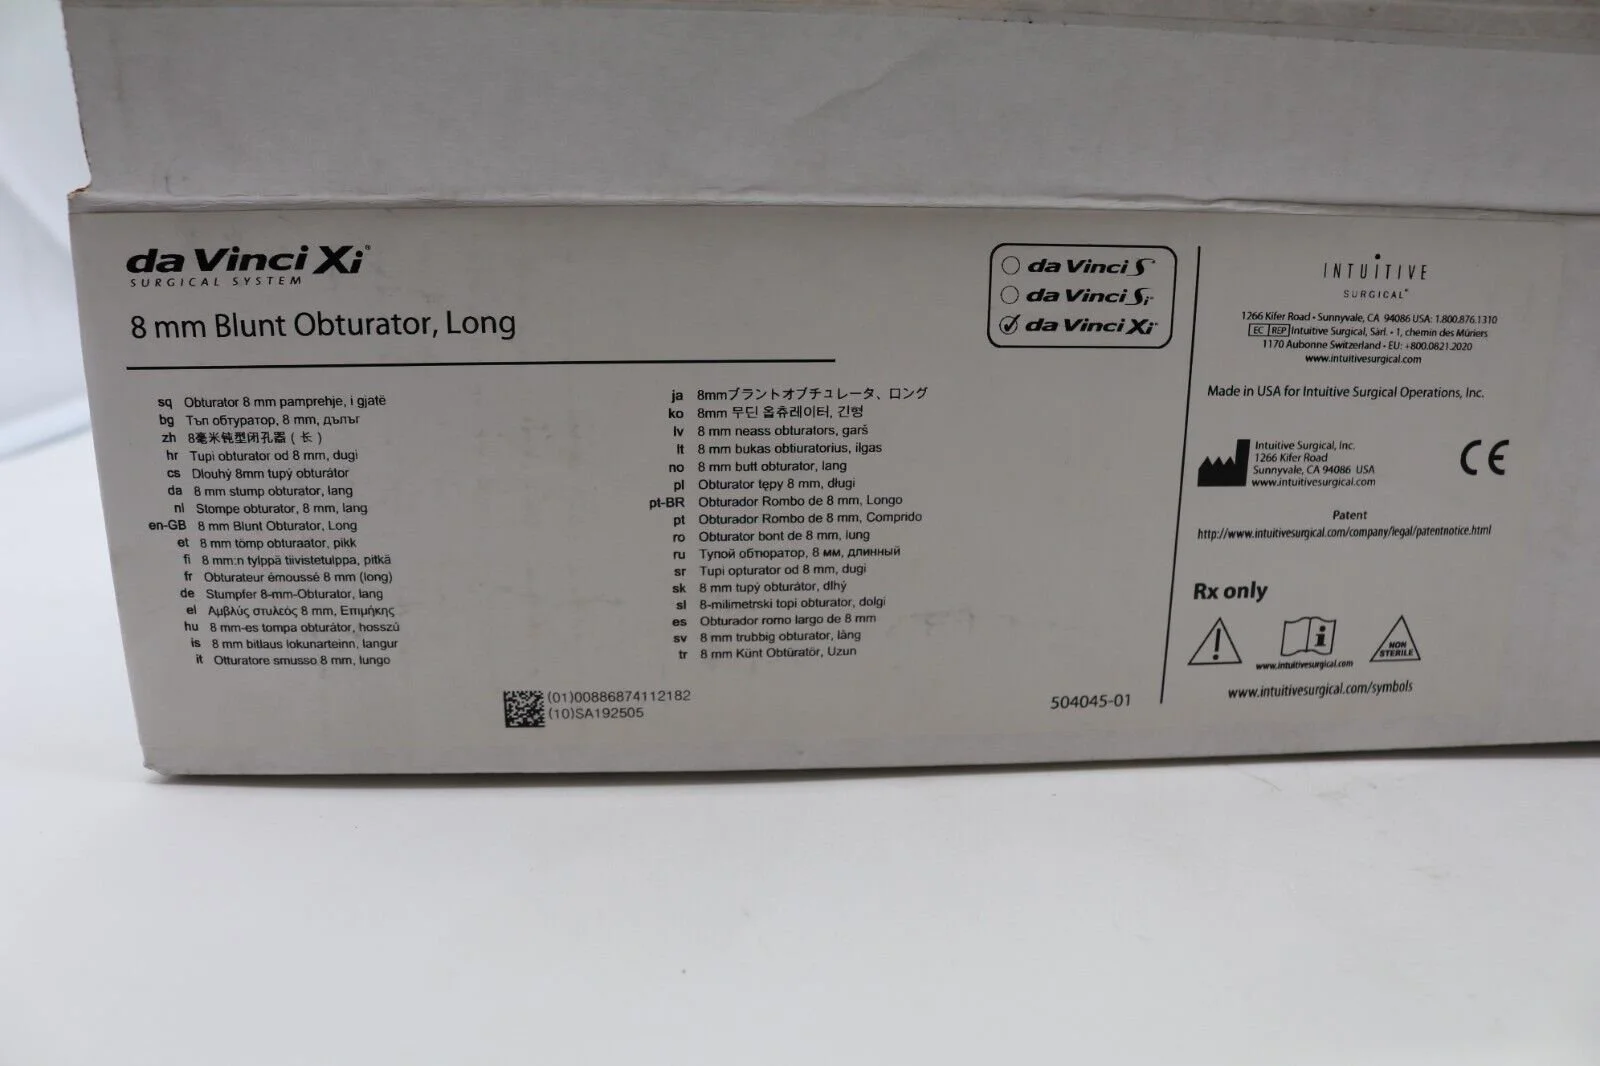 da Vinci Xi®
SURGICAL SYSTEM
8 mm Blunt Obturator, Long
sq Obturator 8 mm pamprehje, i gjatë
bg Тъп обтуратор, 8 mm, дълъг
zh 8毫米钝型闭孔器（长）
hr Tupi obturator od 8 mm, dugi
cs Dlouhý 8mm tupý obturátor
da 8 mm stump obturator, lang
nl Stompe obturator, 8 mm, lang
en-GB 8 mm Blunt Obturator, Long
et 8 mm tömp obturaator, pikk
fi 8 mm:n tylppä tiivistetulppa, pitkä
fr Obturateur émoussé 8 mm (long)
de Stumpfer 8-mm-Obturator, lang
el Αμβλύς στυλεός 8 mm, Επιμήκης
hu 8 mm-es tompa obturátor, hosszú
is 8 mm bitlaus lokunarteinn, langur
it Otturatore smusso 8 mm, lungo
ja 8mmブラントオブチュレータ、ロング
ko 8mm 무딘 옵츄레이터, 긴형
lv 8 mm neass obturators, garš
lt 8 mm bukas obtiuratorius, ilgas
no 8 mm butt obturator, lang
pl Obturator tępy 8 mm, długi
pt-BR Obturador Rombo de 8 mm, Longo
pt Obturador Rombo de 8 mm, Comprido
ro Obturator bont de 8 mm, lung
ru Тупой обтюратор, 8 мм, длинный
sr Tupi opturator od 8 mm, dugi
sk 8 mm tupý obturátor, dlhý
sl 8-milimetrski topi obturator, dolgi
es Obturador romo largo de 8 mm
sv 8 mm trubbig obturator, lång
tr 8 mm Künt Obtüratör, Uzun
(01)00886874112182
(10)SA192505
504045-01
da Vinci S
da Vinci Si
da Vinci Xi
INTUITIVE
SURGICAL®
1266 Kifer Road • Sunnyvale, CA 94086 USA: 1.800.876.1310
EC REP Intuitive Surgical, Sàrl. • 1, chemin des Mûriers
1170 Aubonne Switzerland • EU: +800.0821.2020
www.intuitivesurgical.com
Made in USA for Intuitive Surgical Operations, Inc.
Intuitive Surgical, Inc.
1266 Kifer Road
Sunnyvale, CA 94086 USA
www.intuitivesurgical.com
CE
Patent
http://www.intuitivesurgical.com/company/legal/patentnotice.html
Rx only
www.intuitivesurgical.com
NON
STERILE
www.intuitivesurgical.com/symbols